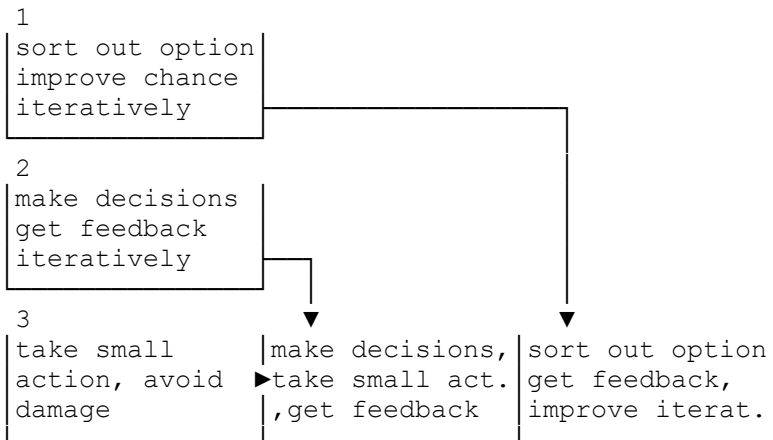 1
sort out option
improve chance
iteratively
2
make decisions
get feedback
iteratively
3
take small
action, avoid
damage
make decisions,
take small act.
,get feedback
sort out option
get feedback,
improve iterat.